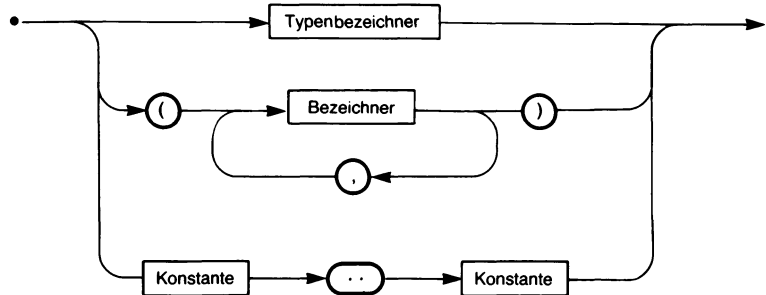 Typenbezeichner
( Bezeichner )
,
Konstante .. Konstante